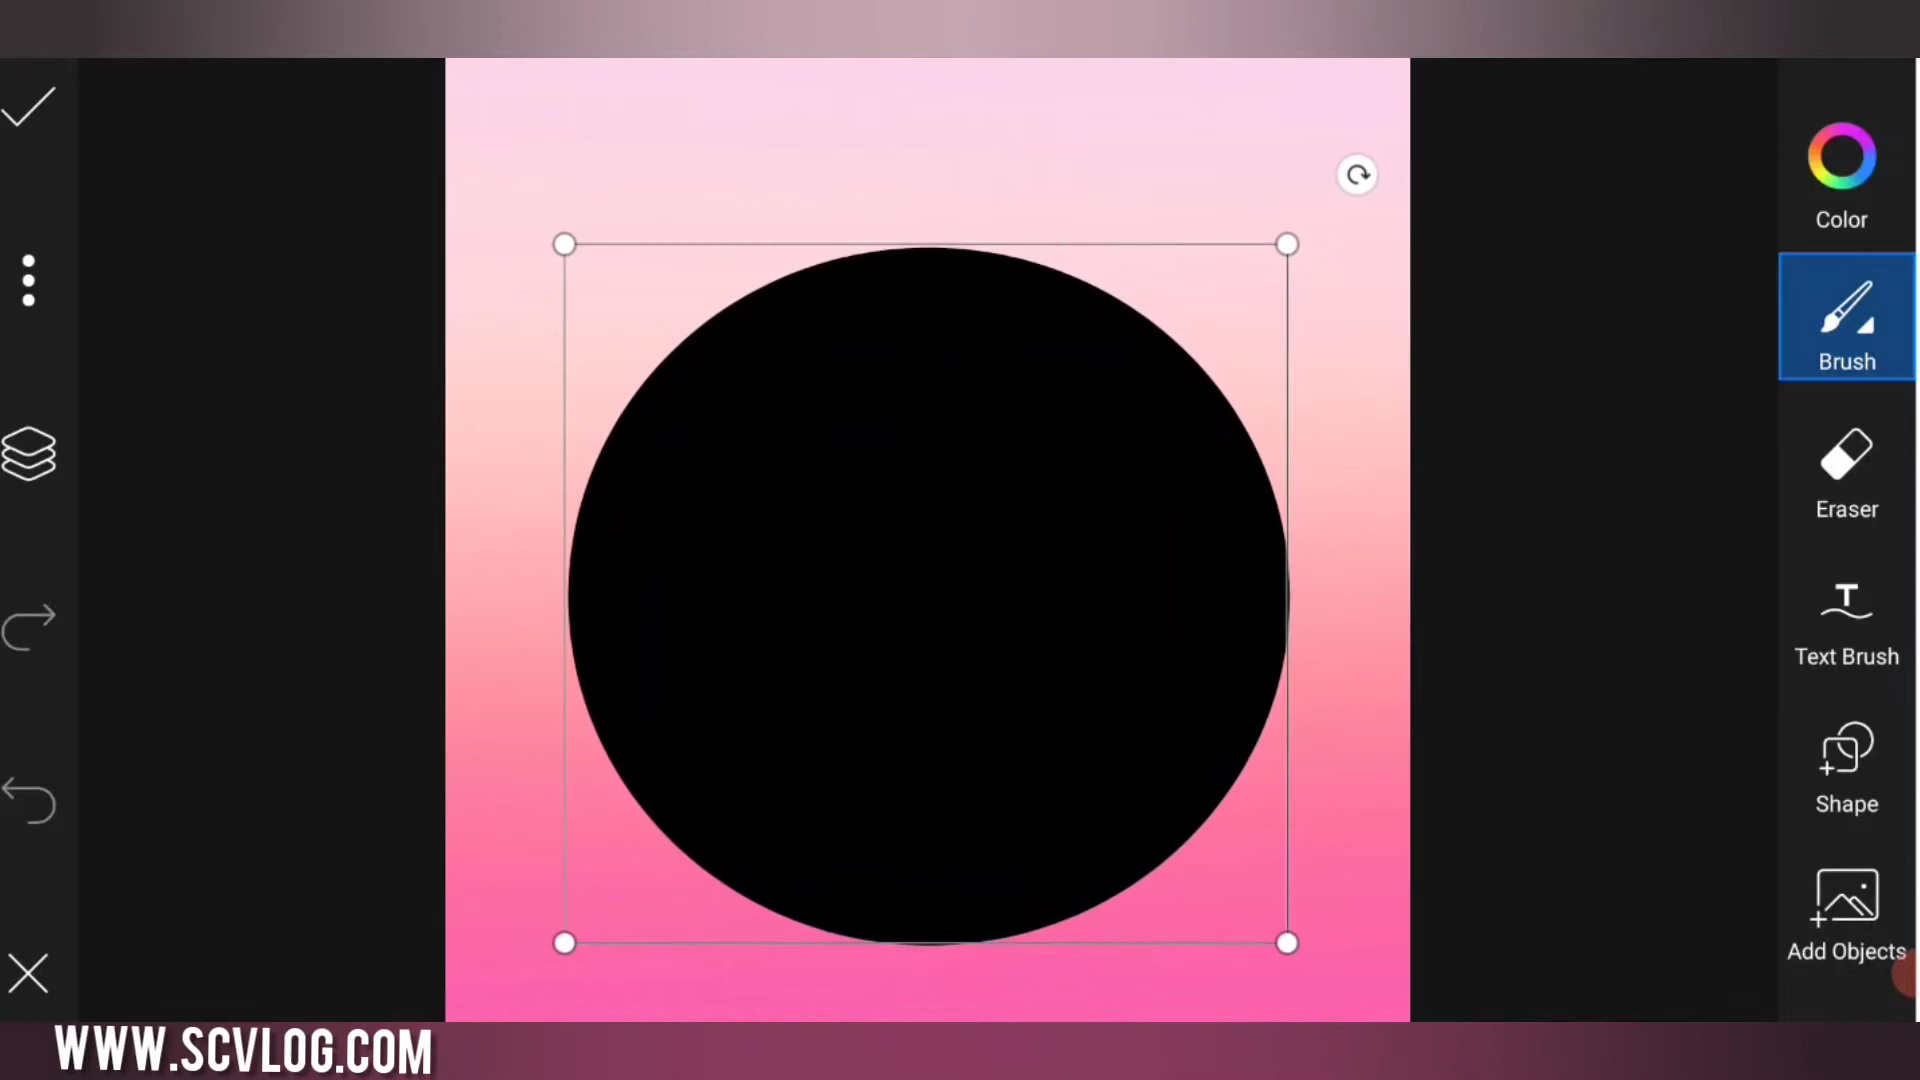 Color
Brush
Eraser
Text Brush
Shape
Add Objects
WWW.SCVLOG.COM